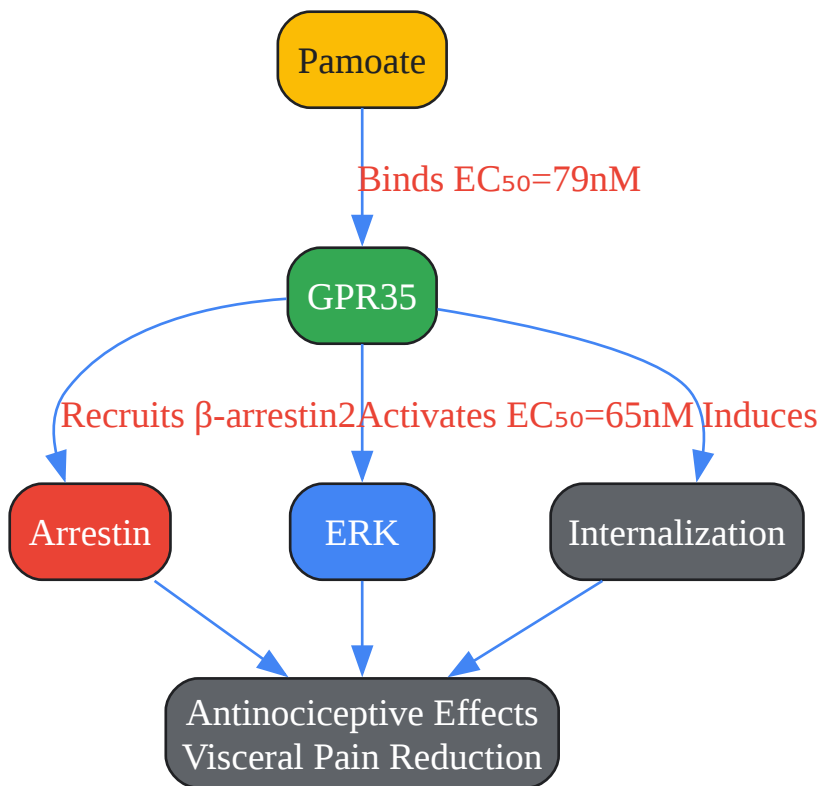 Pamoate
Binds EC₅₀=79nM
GPR35
Recruits β-arrestin2
Activates EC₅₀=65nM
Induces
Arrestin
ERK
Internalization
Antinociceptive Effects
Visceral Pain Reduction